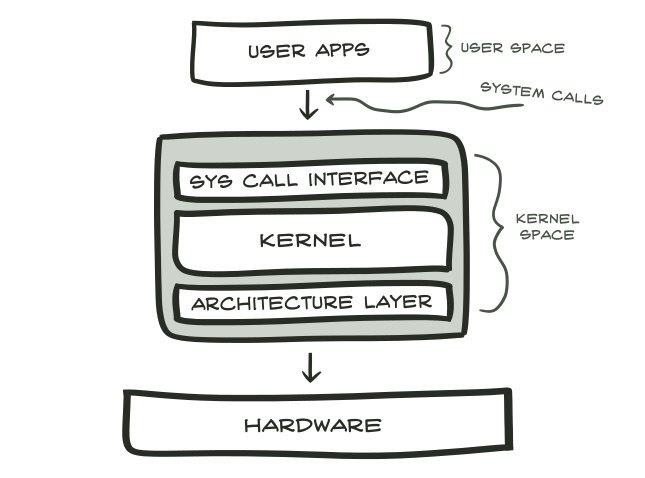 USER APPS
USER SPACE
SYSTEM CALLS
SYS CALL INTERFACE
KERNEL
KERNEL
SPACE
ARCHITECTURE LAYER
HARDWARE